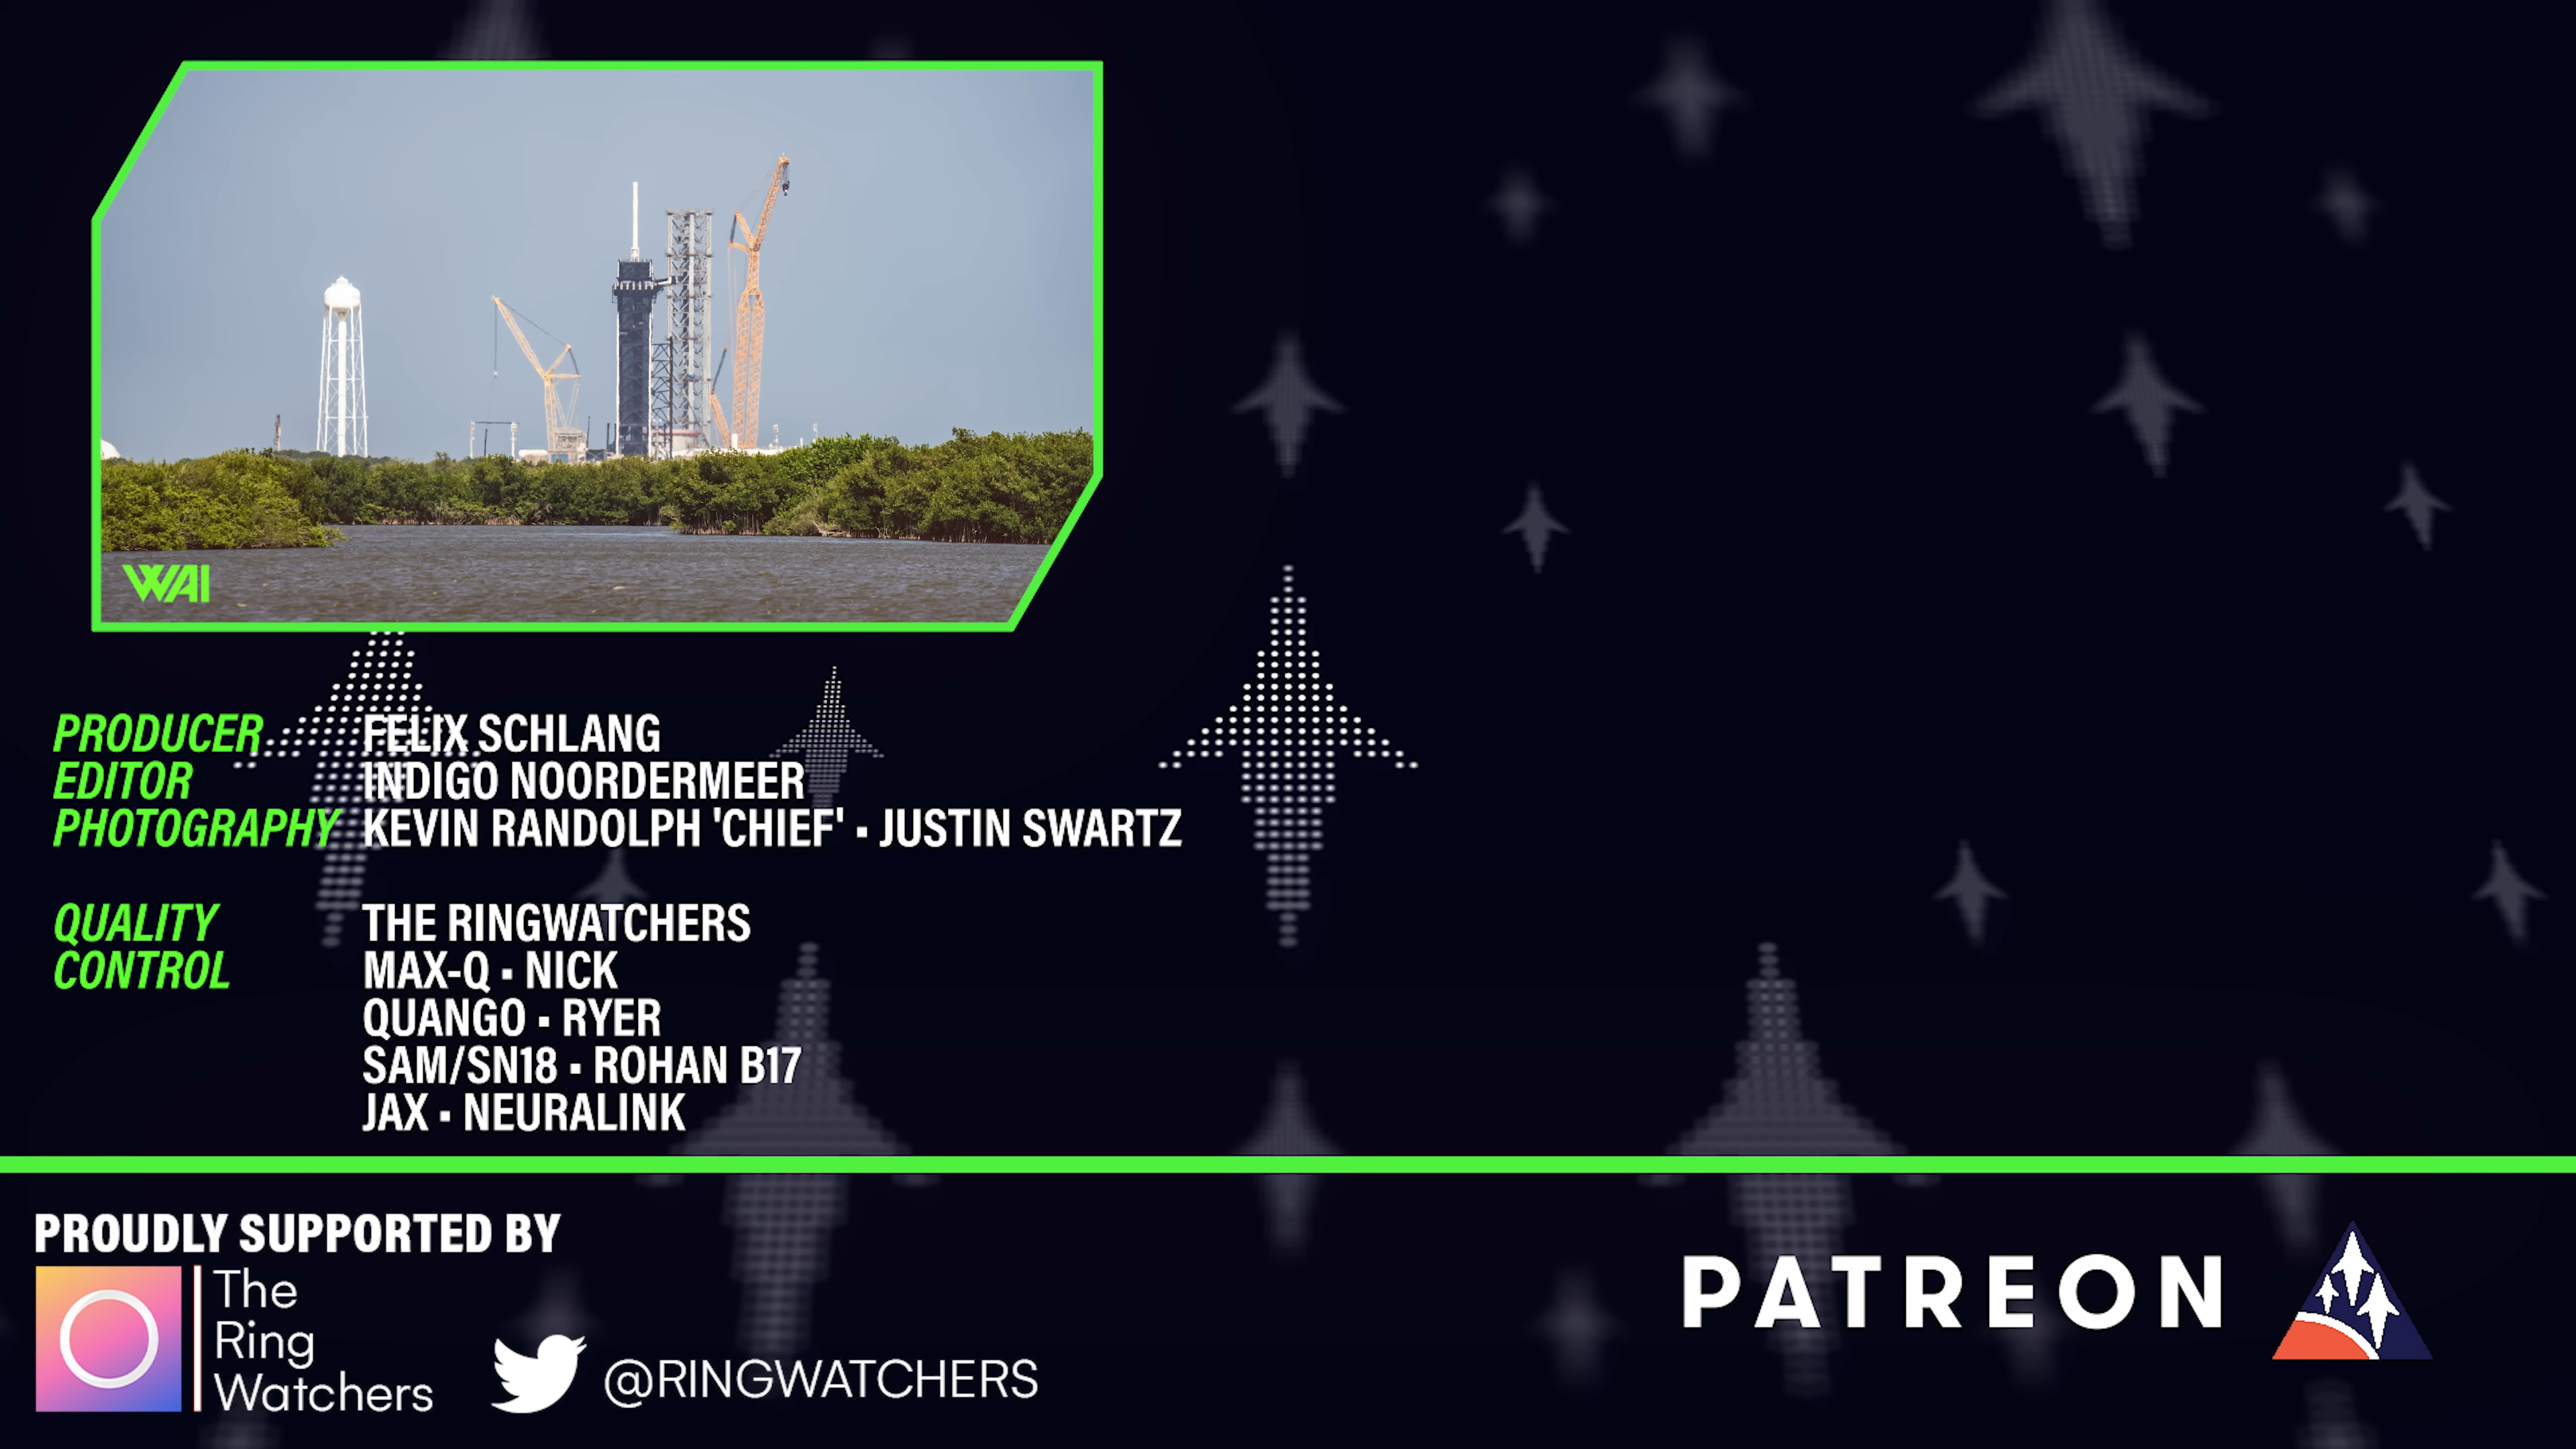 WAI
PRODUCER FELIX SCHLANG
EDITOR INDIGO NOORDERMEER
PHOTOGRAPHY KEVIN RANDOLPH 'CHIEF' ▪ JUSTIN SWARTZ
QUALITY THE RINGWATCHERS
CONTROL MAX-Q ▪ NICK
QUANGO ▪ RYER
SAM/SN18 ▪ ROHAN B17
JAX ▪ NEURALINK
PROUDLY SUPPORTED BY
The
Ring
Watchers
@RINGWATCHERS
PATREON